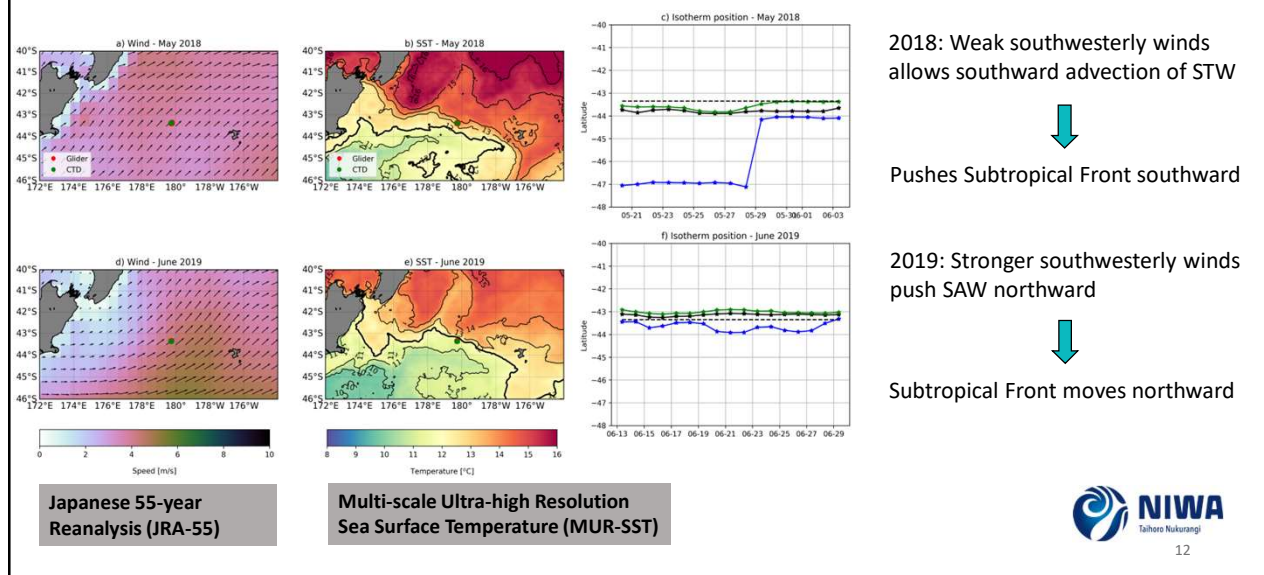 a) Wind - May 2018
40°S
41°S
42°S
43°S
44°S
45°S
46°S
Glider
CTD
172°E 174°E 176°E 178°E 180° 178°W 176°W
b) SST - May 2018
40°S
41°S
42°S
43°S
44°S
45°S
46°S
Glider
CTD
172°E 174°E 176°E 178°E 180° 178°W 176°W
c) Isotherm position - May 2018
Latitude
−40
−41
−42
−43
−44
−45
−46
−47
−48
05-21 05-23 05-25 05-27 05-29 05-30 06-01 06-03
2018: Weak southwesterly winds
allows southward advection of STW
Pushes Subtropical Front southward
d) Wind - June 2019
40°S
41°S
42°S
43°S
44°S
45°S
46°S
172°E 174°E 176°E 178°E 180° 178°W 176°W
0 2 4 6 8 10
Speed [m/s]
e) SST - June 2019
40°S
41°S
42°S
43°S
44°S
45°S
46°S
172°E 174°E 176°E 178°E 180° 178°W 176°W
8 9 10 11 12 13 14 15 16
Temperature [°C]
f) Isotherm position - June 2019
Latitude
−40
−41
−42
−43
−44
−45
−46
−47
−48
06-13 06-15 06-17 06-19 06-21 06-23 06-25 06-27 06-29
2019: Stronger southwesterly winds
push SAW northward
Subtropical Front moves northward
Japanese 55-year
Reanalysis (JRA-55)
Multi-scale Ultra-high Resolution
Sea Surface Temperature (MUR-SST)
NIWA
Taihoro Nukurangi
12